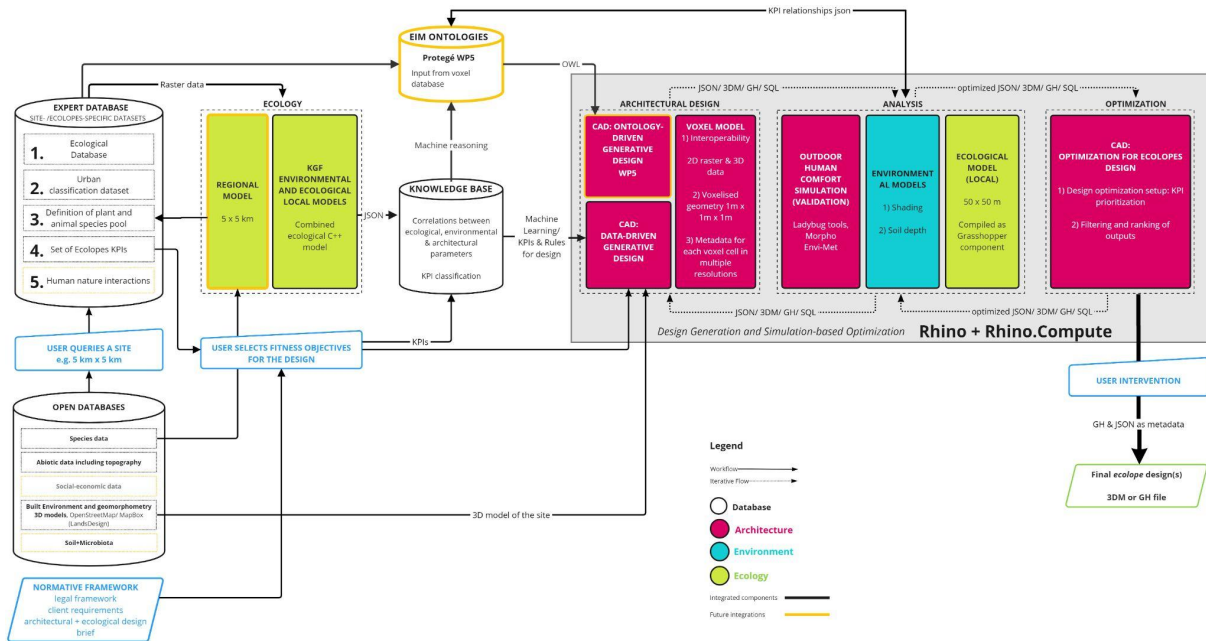 KPI relationships json
EIM ONTOLOGIES
Protegé WP5
Input from voxel
database
OWL
Raster data
EXPERT DATABASE
SITE- /ECOLOPES-SPECIFIC DATASETS
1. Ecological
Database
2. Urban
classification dataset
3. Definition of plant and
animal species pool
4. Set of Ecolopes KPIs
5. Human nature interactions
ECOLOGY
REGIONAL
MODEL
5 x 5 km
KGF
ENVIRONMENTAL
AND ECOLOGICAL
LOCAL MODELS
Combined
ecological C++
model
JSON
Machine reasoning
KNOWLEDGE BASE
Correlations between
ecological, environmental
& architectural
parameters
KPI classification
Machine
Learning/
KPIs & Rules
for design
JSON/ 3DM/ GH/ SQL
optimized JSON/ 3DM/ GH/ SQL
ARCHITECTURAL DESIGN
CAD: ONTOLOGY-
DRIVEN
GENERATIVE
DESIGN
WP5
CAD:
DATA-DRIVEN
GENERATIVE
DESIGN
VOXEL MODEL
1) Interoperability
2D raster & 3D
data
2) Voxelised
geometry 1m x
1m x 1m
3) Metadata for
each voxel cell in
multiple
resolutions
ANALYSIS
OUTDOOR
HUMAN
COMFORT
SIMULATION
(VALIDATION)
Ladybug tools,
Morpho
Envi-Met
ENVIRONMENT
AL MODELS
1) Shading
2) Soil depth
ECOLOGICAL
MODEL
(LOCAL)
50 x 50 m
Compiled as
Grasshopper
component
OPTIMIZATION
CAD:
OPTIMIZATION FOR ECOLOPES
DESIGN
1) Design optimization setup: KPI
prioritization
2) Filtering and ranking of
outputs
JSON/ 3DM/ GH/ SQL
optimized JSON/ 3DM/ GH/ SQL
Design Generation and Simulation-based Optimization Rhino + Rhino.Compute
USER QUERIES A SITE
e.g. 5 km x 5 km
USER SELECTS FITNESS OBJECTIVES
FOR THE DESIGN
KPIs
USER INTERVENTION
GH & JSON as metadata
Final ecolope design(s)
3DM or GH file
OPEN DATABASES
Species data
Abiotic data including topography
Social-economic data
Built Environment and geomorphometry
3D models, OpenStreetMap/ MapBox
(LandsDesign)
Soil+Microbiota
3D model of the site
NORMATIVE FRAMEWORK
legal framework
client requirements
architectural + ecological design
brief
Legend
Workflow
Iterative Flow
Database
Architecture
Environment
Ecology
Integrated components
Future integrations